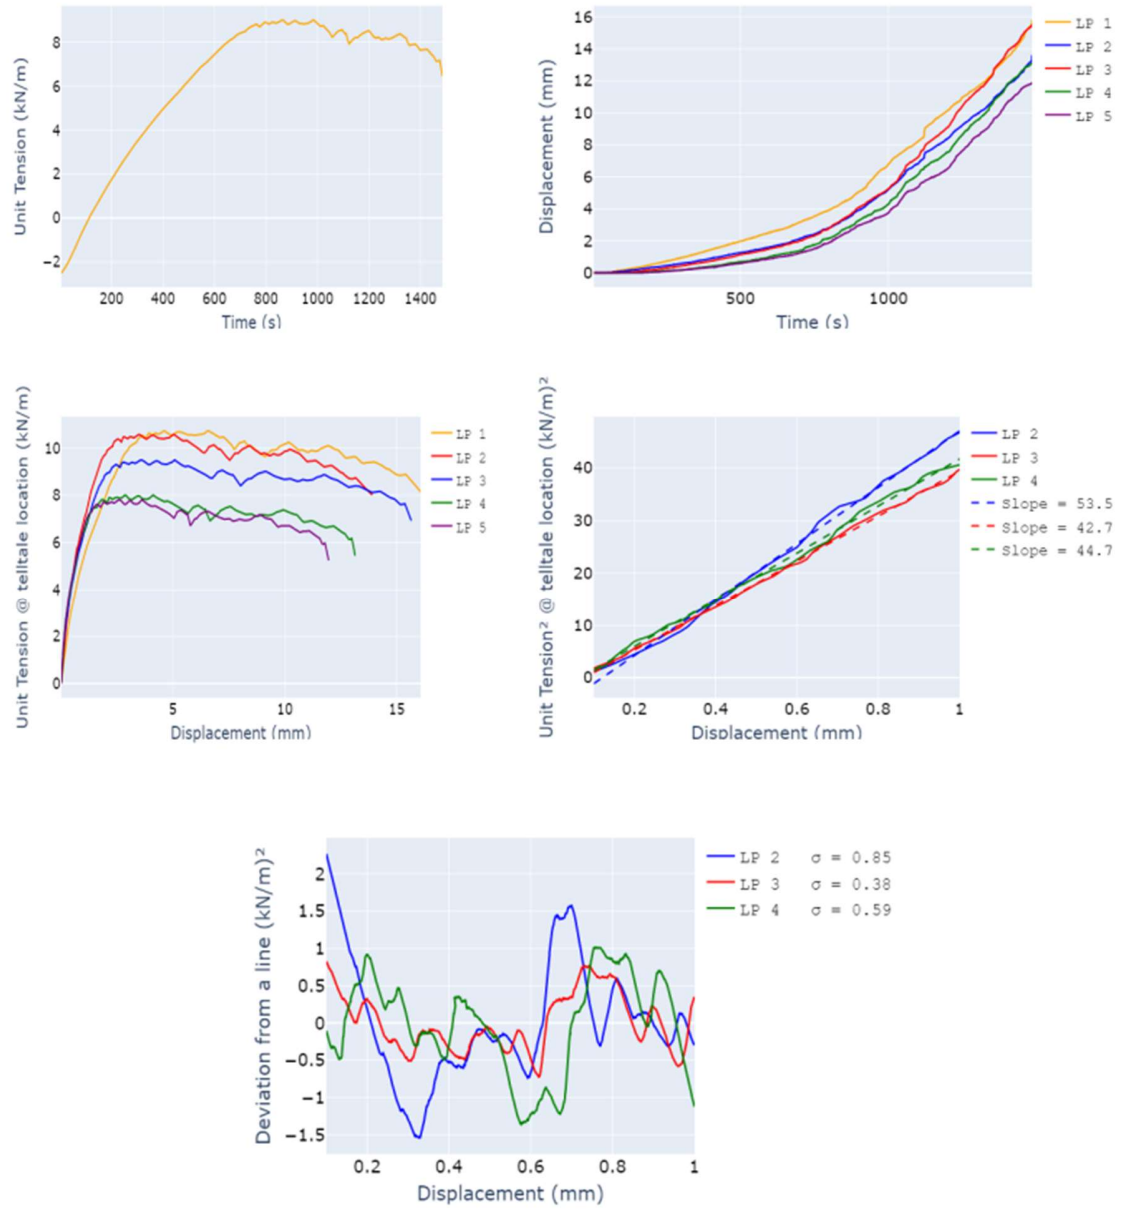 Unit Tension (kN/m)
8
6
4
2
0
−2
200 400 600 800 1000 1200 1400
Time (s)
Displacement (mm)
16
14
12
10
8
6
4
2
0
500 1000
Time (s)
LP 1
LP 2
LP 3
LP 4
LP 5
Unit Tension @ telltale location (kN/m)
10
8
6
4
2
0
5 10 15
Displacement (mm)
LP 1
LP 2
LP 3
LP 4
LP 5
Unit Tension² @ telltale location (kN/m)²
40
30
20
10
0
0.2 0.4 0.6 0.8 1
Displacement (mm)
LP 2
LP 3
LP 4
Slope = 53.5
Slope = 42.7
Slope = 44.7
Deviation from a line (kN/m)²
2
1.5
1
0.5
0
−0.5
−1
−1.5
0.2 0.4 0.6 0.8 1
Displacement (mm)
LP 2 σ = 0.85
LP 3 σ = 0.38
LP 4 σ = 0.59